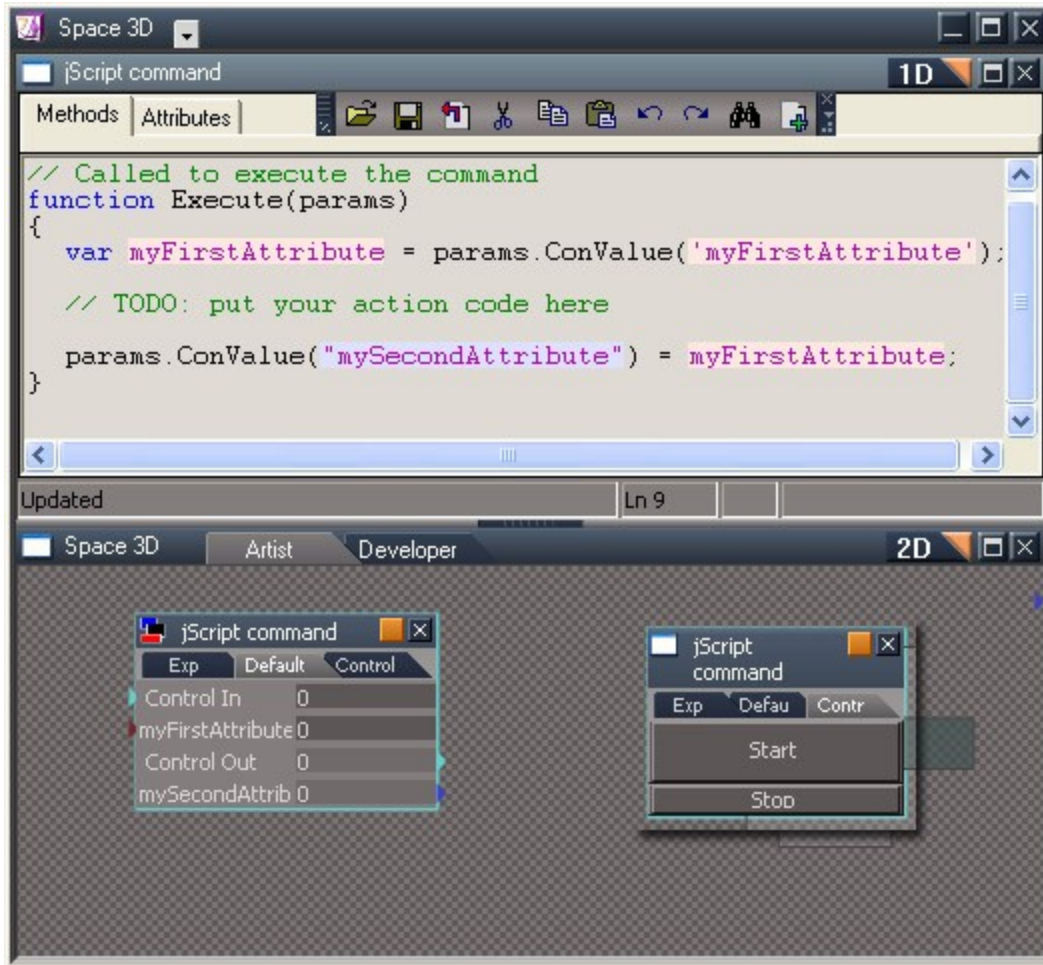 Space 3D
jScript command
1D
Methods Attributes
// Called to execute the command
function Execute(params)
{
var myFirstAttribute = params.ConValue('myFirstAttribute');
// TODO: put your action code here
params.ConValue("mySecondAttribute") = myFirstAttribute;
}
Updated
Ln 9
Space 3D Artist Developer 2D
jScript command
Exp Default Control
Control In 0
myFirstAttribute 0
Control Out 0
mySecondAttrib 0
jScript
command
Exp Defau Contr
Start
Stop